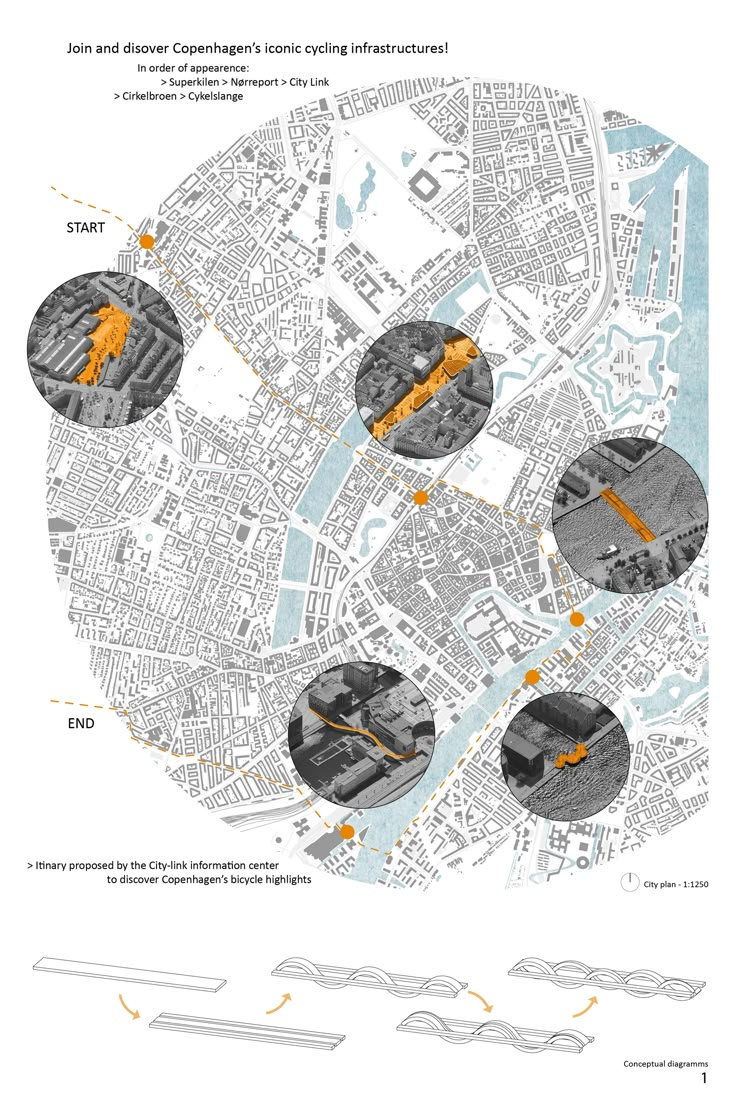 Join and disover Copenhagen's iconic cycling infrastructures!
In order of appearence:
> Superkilen > Nørreport > City Link
> Cirkelbroen > Cykelslange
START
END
> Itinary proposed by the City-link information center
to discover Copenhagen's bicycle highlights
City plan - 1:1250
Conceptual diagramms
1